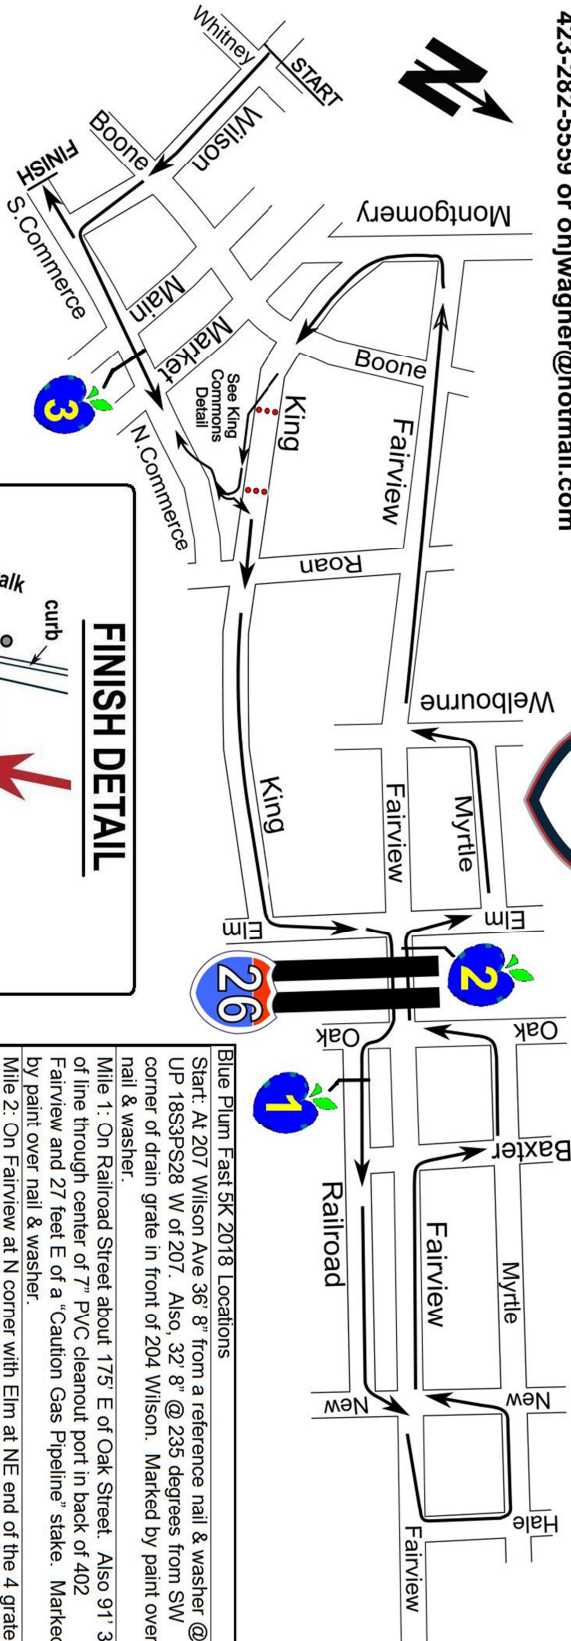 423-282-5559 or onjwagner@hotmail.com
N
START
Whitney
Wilson
Boone
FINISH
S.Commerce
Main
Market
3
N.Commerce
See King
Commons
Detail
King
Montgomery
Boone
Fairview
Roan
Welbourne
King
Fairview
Myrtle
Elm
Elm
2
26
Oak
Oak
1
Baxter
Railroad
Fairview
Myrtle
New
New
Hale
Fairview
FINISH DETAIL
curb
alk
Blue Plum Fast 5K 2018 Locations
Start: At 207 Wilson Ave 36' 8" from a reference nail & washer @
UP 18S3PS28 W of 207. Also, 32' 8" @ 235 degrees from SW
corner of drain grate in front of 204 Wilson. Marked by paint over
nail & washer.
Mile 1: On Railroad Street about 175' E of Oak Street. Also 91' 3
of line through center of 7" PVC cleanout port in back of 402
Fairview and 27 feet E of a "Caution Gas Pipeline" stake. Marked
by paint over nail & washer.
Mile 2: On Fairview at N corner with Elm at NE end of the 4 grate